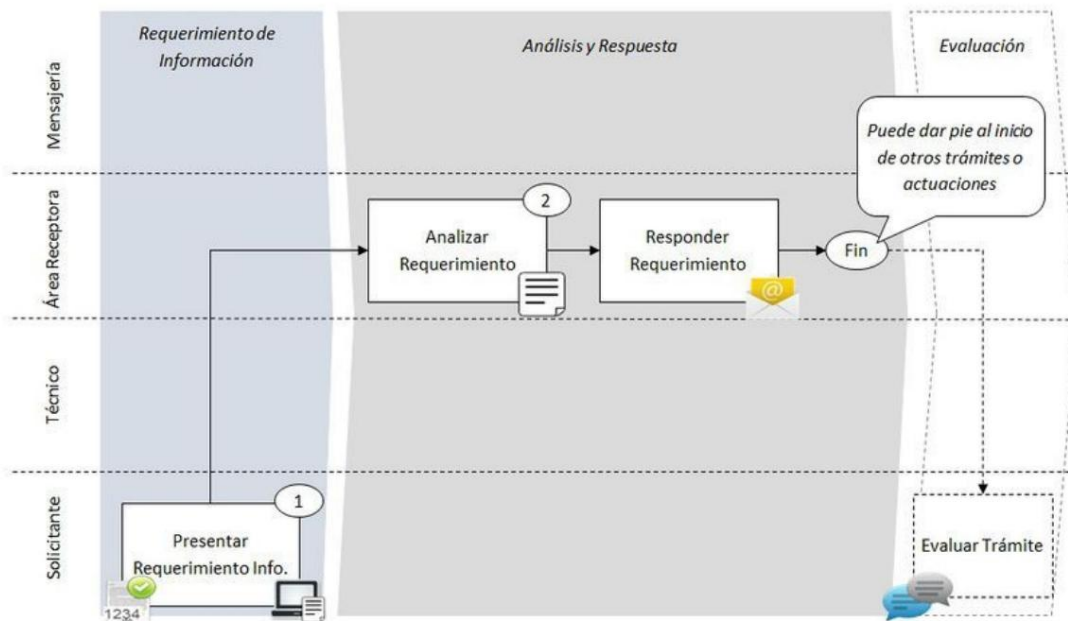 Requerimiento de
Información
Análisis y Respuesta
Evaluación
Mensajería
Puede dar pie al inicio
de otros trámites o
actuaciones
Área Receptora
2
Analizar
Requerimiento
Responder
Requerimiento
@
Fin
Técnico
Solicitante
1
Presentar
Requerimiento Info.
1234
Evaluar Trámite